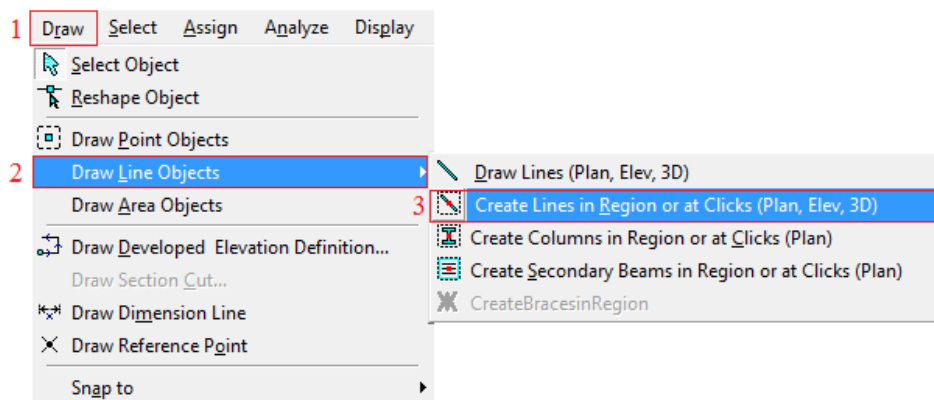 1 Draw Select Assign Analyze Display
Select Object
Reshape Object
Draw Point Objects
2 Draw Line Objects
Draw Lines (Plan, Elev, 3D)
Draw Area Objects
3 Create Lines in Region or at Clicks (Plan, Elev, 3D)
Draw Developed Elevation Definition...
Create Columns in Region or at Clicks (Plan)
Draw Section Cut...
Create Secondary Beams in Region or at Clicks (Plan)
Draw Dimension Line
CreateBracesinRegion
Draw Reference Point
Snap to